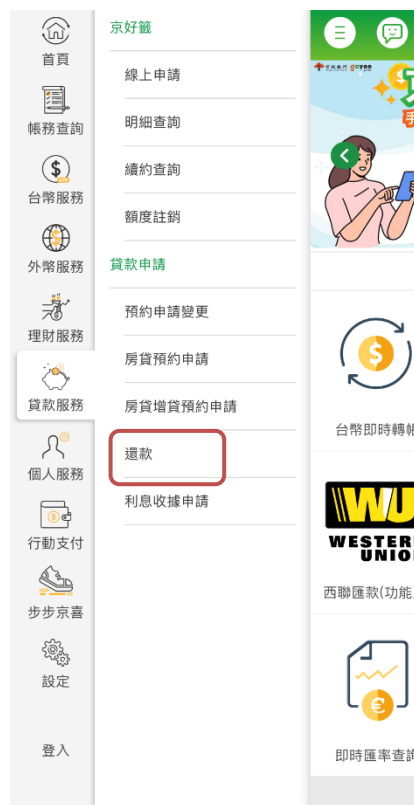 首頁
帳務查詢
台幣服務
外幣服務
理財服務
貸款服務
個人服務
行動支付
步步京喜
設定
登入
京好籤
線上申請
明細查詢
續約查詢
額度註銷
貸款申請
預約申請變更
房貸預約申請
房貸增貸預約申請
還款
利息收據申請
台幣即時轉
WU
WESTER
UNIO
西聯匯款(功能
即時匯率查